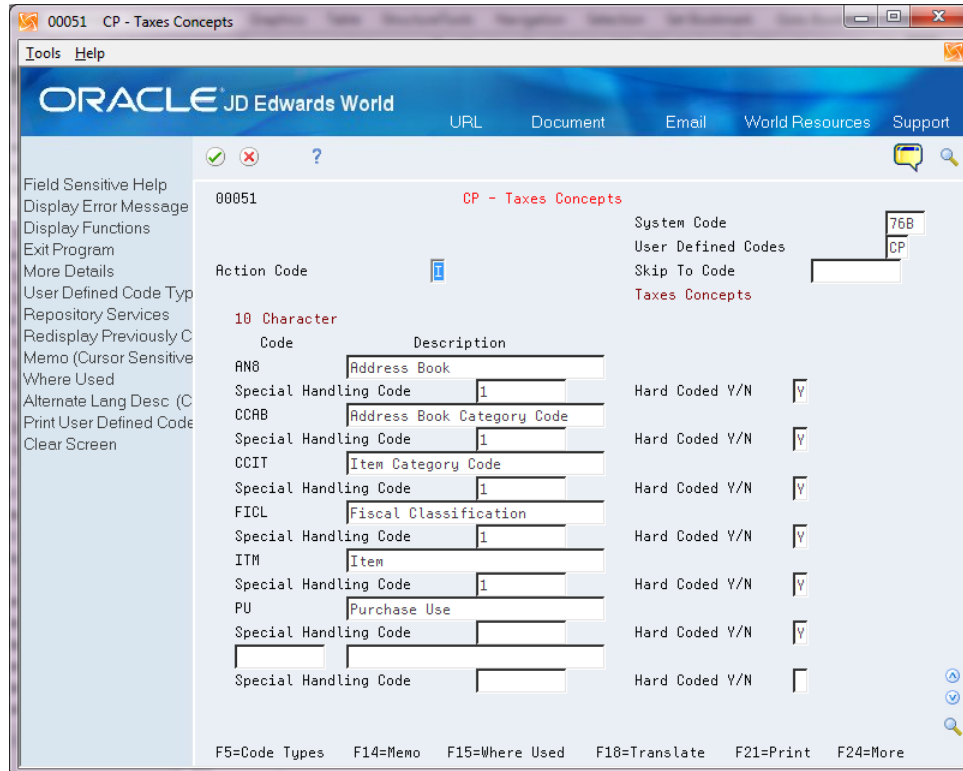 00051 CP - Taxes Concepts
Tools Help
ORACLE JD Edwards World
URL Document Email World Resources Support
?
Field Sensitive Help
Display Error Message
Display Functions
Exit Program
More Details
User Defined Code Typ
Repository Services
Redisplay Previously C
Memo (Cursor Sensitive
Where Used
Alternate Lang Desc (C
Print User Defined Code
Clear Screen
00051 CP - Taxes Concepts
System Code 76B
User Defined Codes CP
Action Code I Skip To Code
Taxes Concepts
10 Character
Code Description
AN8 Address Book
Special Handling Code 1 Hard Coded Y/N Y
CCAB Address Book Category Code
Special Handling Code 1 Hard Coded Y/N Y
CCIT Item Category Code
Special Handling Code 1 Hard Coded Y/N Y
FICL Fiscal Classification
Special Handling Code 1 Hard Coded Y/N Y
ITM Item
Special Handling Code 1 Hard Coded Y/N Y
PU Purchase Use
Special Handling Code Hard Coded Y/N Y
Special Handling Code Hard Coded Y/N
F5=Code Types F14=Memo F15=Where Used F18=Translate F21=Print F24=More